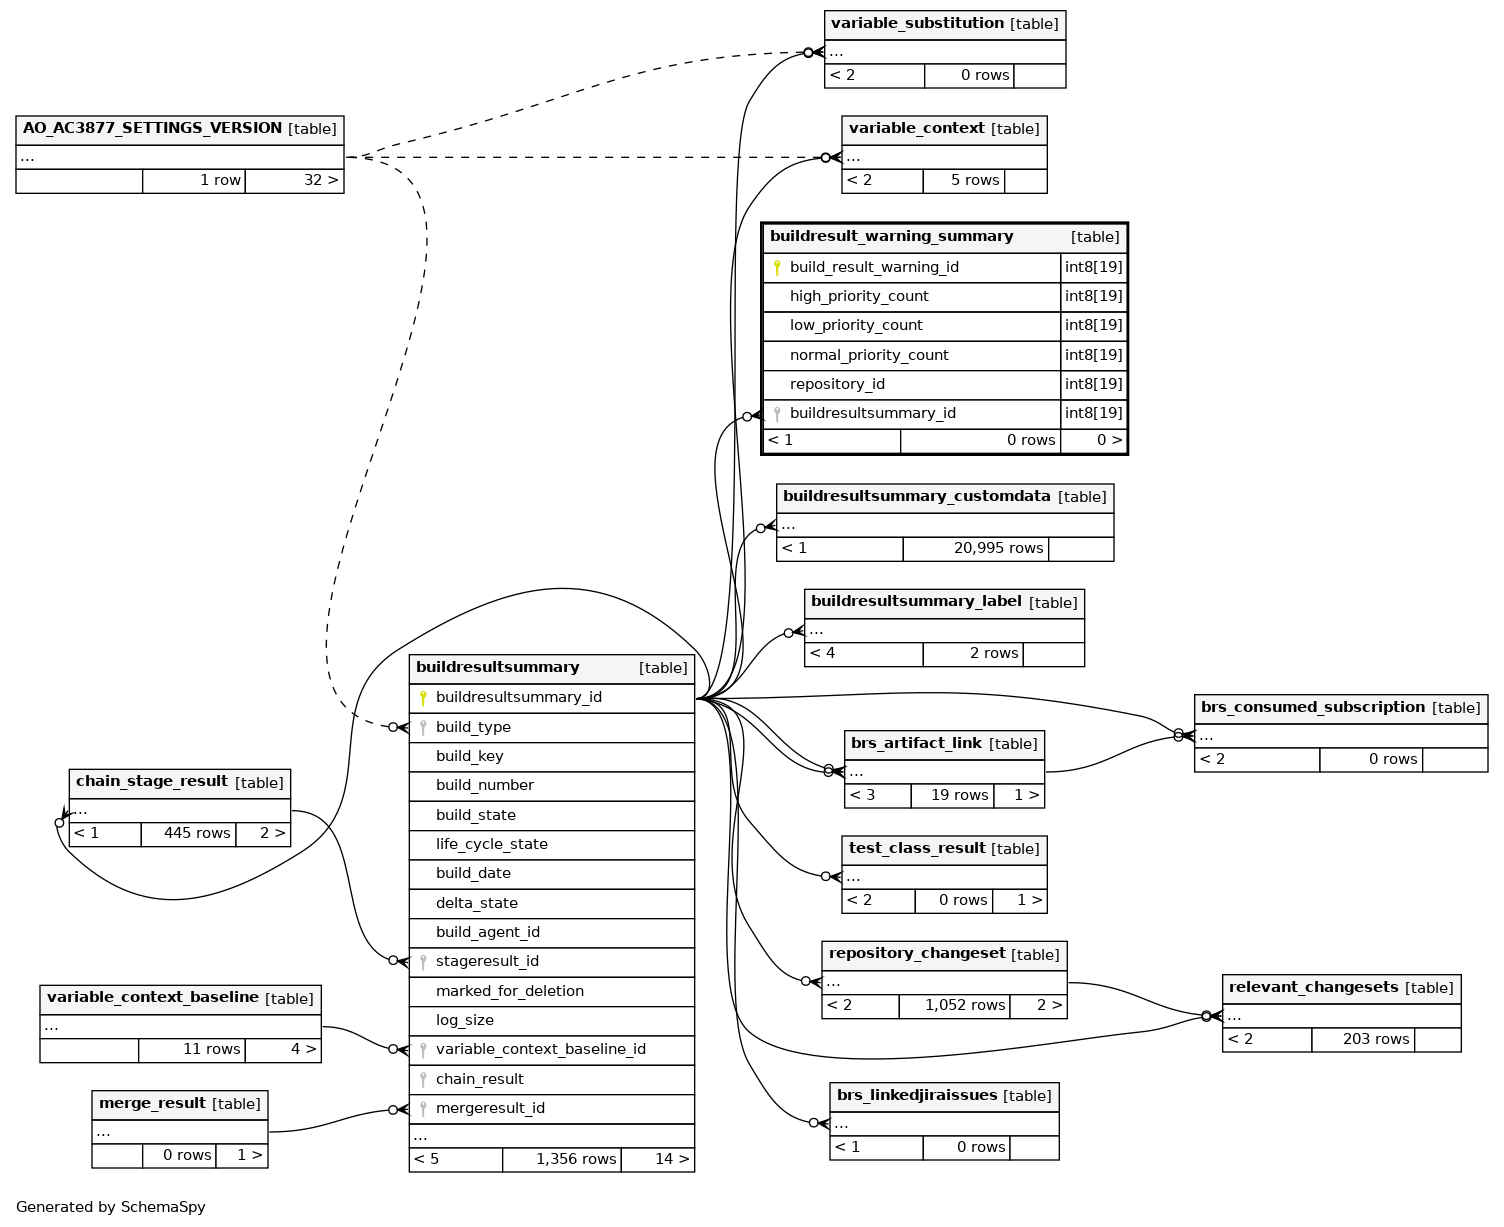 variable_substitution [table]
...
< 2 0 rows
AO_AC3877_SETTINGS_VERSION [table]
...
1 row 32 >
variable_context [table]
...
< 2 5 rows
buildresult_warning_summary [table]
build_result_warning_id int8[19]
high_priority_count int8[19]
low_priority_count int8[19]
normal_priority_count int8[19]
repository_id int8[19]
buildresultsummary_id int8[19]
< 1 0 rows 0 >
buildresultsummary_customdata [table]
...
< 1 20,995 rows
buildresultsummary_label [table]
...
< 4 2 rows
buildresultsummary [table]
buildresultsummary_id
build_type
build_key
build_number
build_state
life_cycle_state
build_date
delta_state
build_agent_id
stageresult_id
marked_for_deletion
log_size
variable_context_baseline_id
chain_result
mergeresult_id
...
< 5 1,356 rows 14 >
brs_consumed_subscription [table]
...
< 2 0 rows
brs_artifact_link [table]
...
< 3 19 rows 1 >
chain_stage_result [table]
...
< 1 445 rows 2 >
test_class_result [table]
...
< 2 0 rows 1 >
repository_changeset [table]
...
< 2 1,052 rows 2 >
relevant_changesets [table]
...
< 2 203 rows
variable_context_baseline [table]
...
11 rows 4 >
merge_result [table]
...
0 rows 1 >
brs_linkedjiraissues [table]
...
< 1 0 rows
Generated by SchemaSpy